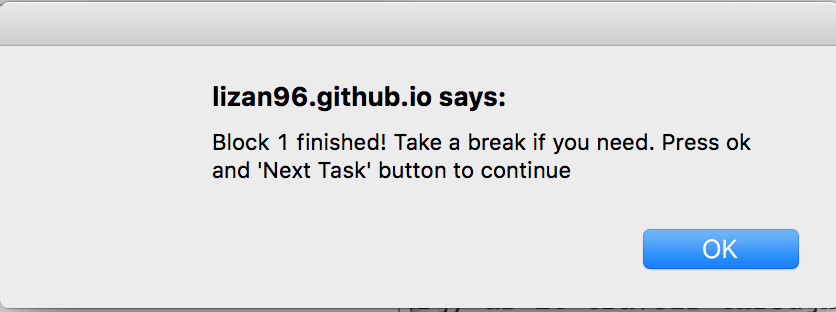 lizan96.github.io says:
Block 1 finished! Take a break if you need. Press ok
and 'Next Task' button to continue
OK